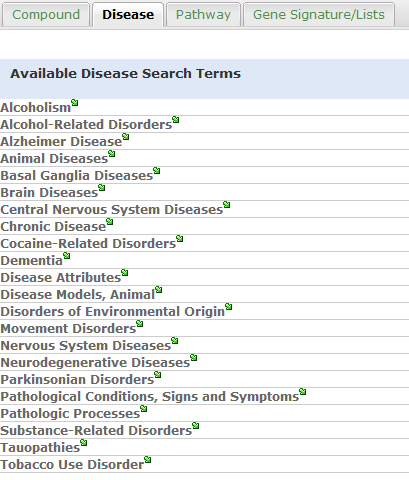 Compound Disease Pathway Gene Signature/Lists
Available Disease Search Terms
Alcoholism
Alcohol-Related Disorders
Alzheimer Disease
Animal Diseases
Basal Ganglia Diseases
Brain Diseases
Central Nervous System Diseases
Chronic Disease
Cocaine-Related Disorders
Dementia
Disease Attributes
Disease Models, Animal
Disorders of Environmental Origin
Movement Disorders
Nervous System Diseases
Neurodegenerative Diseases
Parkinsonian Disorders
Pathological Conditions, Signs and Symptoms
Pathologic Processes
Substance-Related Disorders
Tauopathies
Tobacco Use Disorder